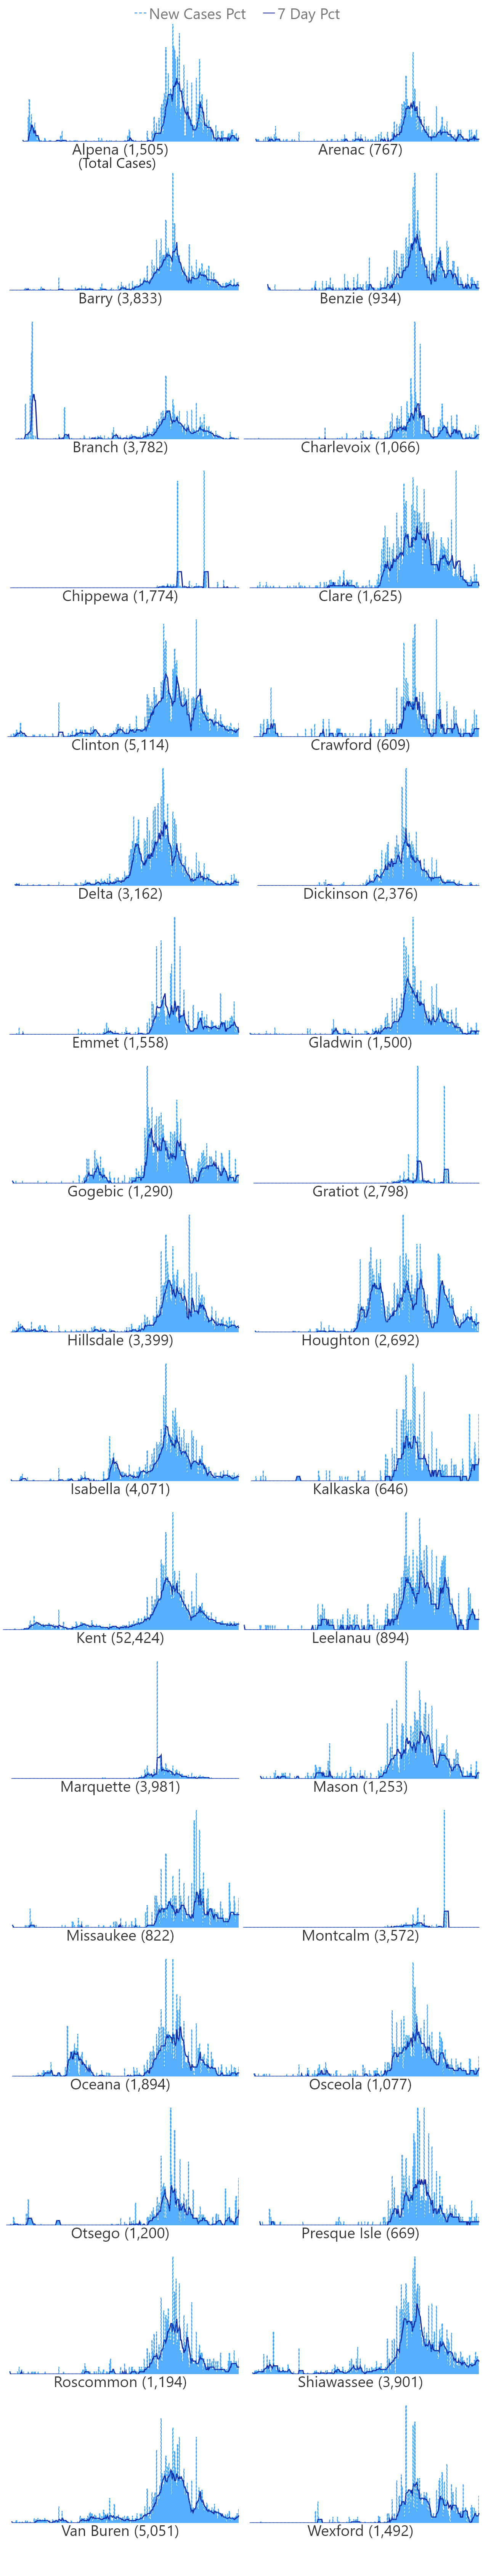 New Cases Pct 7 Day Pct
Alpena (1,505) Arenac (767)
(Total Cases)
Barry (3,833) Benzie (934)
Branch (3,782) Charlevoix (1,066)
Chippewa (1,774) Clare (1,625)
Clinton (5,114) Crawford (609)
Delta (3,162) Dickinson (2,376)
Emmet (1,558) Gladwin (1,500)
Gogebic (1,290) Gratiot (2,798)
Hillsdale (3,399) Houghton (2,692)
Isabella (4,071) Kalkaska (646)
Kent (52,424) Leelanau (894)
Marquette (3,981) Mason (1,253)
Missaukee (822) Montcalm (3,572)
Oceana (1,894) Osceola (1,077)
Otsego (1,200) Presque Isle (669)
Roscommon (1,194) Shiawassee (3,901)
Van Buren (5,051) Wexford (1,492)